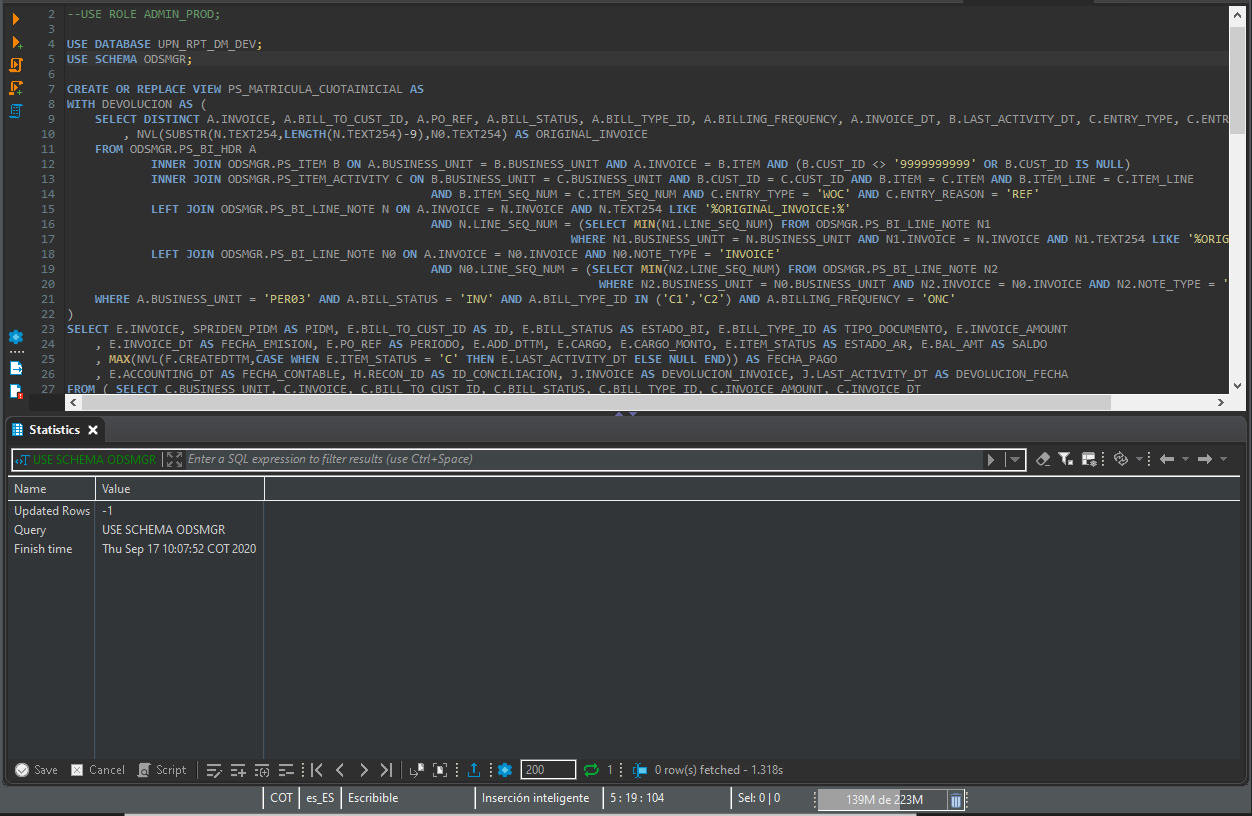 2 --USE ROLE ADMIN_PROD;
3
4 USE DATABASE UPN_RPT_DM_DEV;
5 USE SCHEMA ODSMGR;
6
7 CREATE OR REPLACE VIEW PS_MATRICULA_CUOTAINICIAL AS
8 WITH DEVOLUCION AS (
9 SELECT DISTINCT A.INVOICE, A.BILL_TO_CUST_ID, A.PO_REF, A.BILL_STATUS, A.BILL_TYPE_ID, A.BILLING_FREQUENCY, A.INVOICE_DT, B.LAST_ACTIVITY_DT, C.ENTRY_TYPE, C.ENTR
10 , NVL(SUBSTR(N.TEXT254,LENGTH(N.TEXT254)-9),N0.TEXT254) AS ORIGINAL_INVOICE
11 FROM ODSMGR.PS_BI_HDR A
12 INNER JOIN ODSMGR.PS_ITEM B ON A.BUSINESS_UNIT = B.BUSINESS_UNIT AND A.INVOICE = B.ITEM AND (B.CUST_ID <> '9999999999' OR B.CUST_ID IS NULL)
13 INNER JOIN ODSMGR.PS_ITEM_ACTIVITY C ON B.BUSINESS_UNIT = C.BUSINESS_UNIT AND B.CUST_ID = C.CUST_ID AND B.ITEM = C.ITEM AND B.ITEM_LINE = C.ITEM_LINE
14 AND B.ITEM_SEQ_NUM = C.ITEM_SEQ_NUM AND C.ENTRY_TYPE = 'WOC' AND C.ENTRY_REASON = 'REF'
15 LEFT JOIN ODSMGR.PS_BI_LINE_NOTE N ON A.INVOICE = N.INVOICE AND N.TEXT254 LIKE '%ORIGINAL_INVOICE:%'
16 AND N.LINE_SEQ_NUM = (SELECT MIN(N1.LINE_SEQ_NUM) FROM ODSMGR.PS_BI_LINE_NOTE N1
17 WHERE N1.BUSINESS_UNIT = N.BUSINESS_UNIT AND N1.INVOICE = N.INVOICE AND N1.TEXT254 LIKE '%ORIG
18 LEFT JOIN ODSMGR.PS_BI_LINE_NOTE N0 ON A.INVOICE = N0.INVOICE AND N0.NOTE_TYPE = 'INVOICE'
19 AND N0.LINE_SEQ_NUM = (SELECT MIN(N2.LINE_SEQ_NUM) FROM ODSMGR.PS_BI_LINE_NOTE N2
20 WHERE N2.BUSINESS_UNIT = N0.BUSINESS_UNIT AND N2.INVOICE = N0.INVOICE AND N2.NOTE_TYPE = '
21 WHERE A.BUSINESS_UNIT = 'PER03' AND A.BILL_STATUS = 'INV' AND A.BILL_TYPE_ID IN ('C1','C2') AND A.BILLING_FREQUENCY = 'ONC'
22 )
23 SELECT E.INVOICE, SPRIDEN_PIDM AS PIDM, E.BILL_TO_CUST_ID AS ID, E.BILL_STATUS AS ESTADO_BI, E.BILL_TYPE_ID AS TIPO_DOCUMENTO, E.INVOICE_AMOUNT
24 , E.INVOICE_DT AS FECHA_EMISION, E.PO_REF AS PERIODO, E.ADD_DTTM, E.CARGO, E.CARGO_MONTO, E.ITEM_STATUS AS ESTADO_AR, E.BAL_AMT AS SALDO
25 , MAX(NVL(F.CREATEDTTM,CASE WHEN E.ITEM_STATUS = 'C' THEN E.LAST_ACTIVITY_DT ELSE NULL END)) AS FECHA_PAGO
26 , E.ACCOUNTING_DT AS FECHA_CONTABLE, H.RECON_ID AS ID_CONCILIACION, J.INVOICE AS DEVOLUCION_INVOICE, J.LAST_ACTIVITY_DT AS DEVOLUCION_FECHA
27 FROM ( SELECT C.BUSINESS_UNIT, C.INVOICE, C.BILL_TO_CUST_ID, C.BILL_STATUS, C.BILL_TYPE_ID, C.INVOICE_AMOUNT, C.INVOICE_DT
Statistics
USE SCHEMA ODSMGR Enter a SQL expression to filter results (use Ctrl+Space)
Name Value
Updated Rows -1
Query USE SCHEMA ODSMGR
Finish time Thu Sep 17 10:07:52 COT 2020
Save Cancel Script 200 1 0 row(s) fetched - 1.318s
COT es_ES Escribible Inserción inteligente 5 : 19 : 104 Sel: 0 | 0 139M de 223M